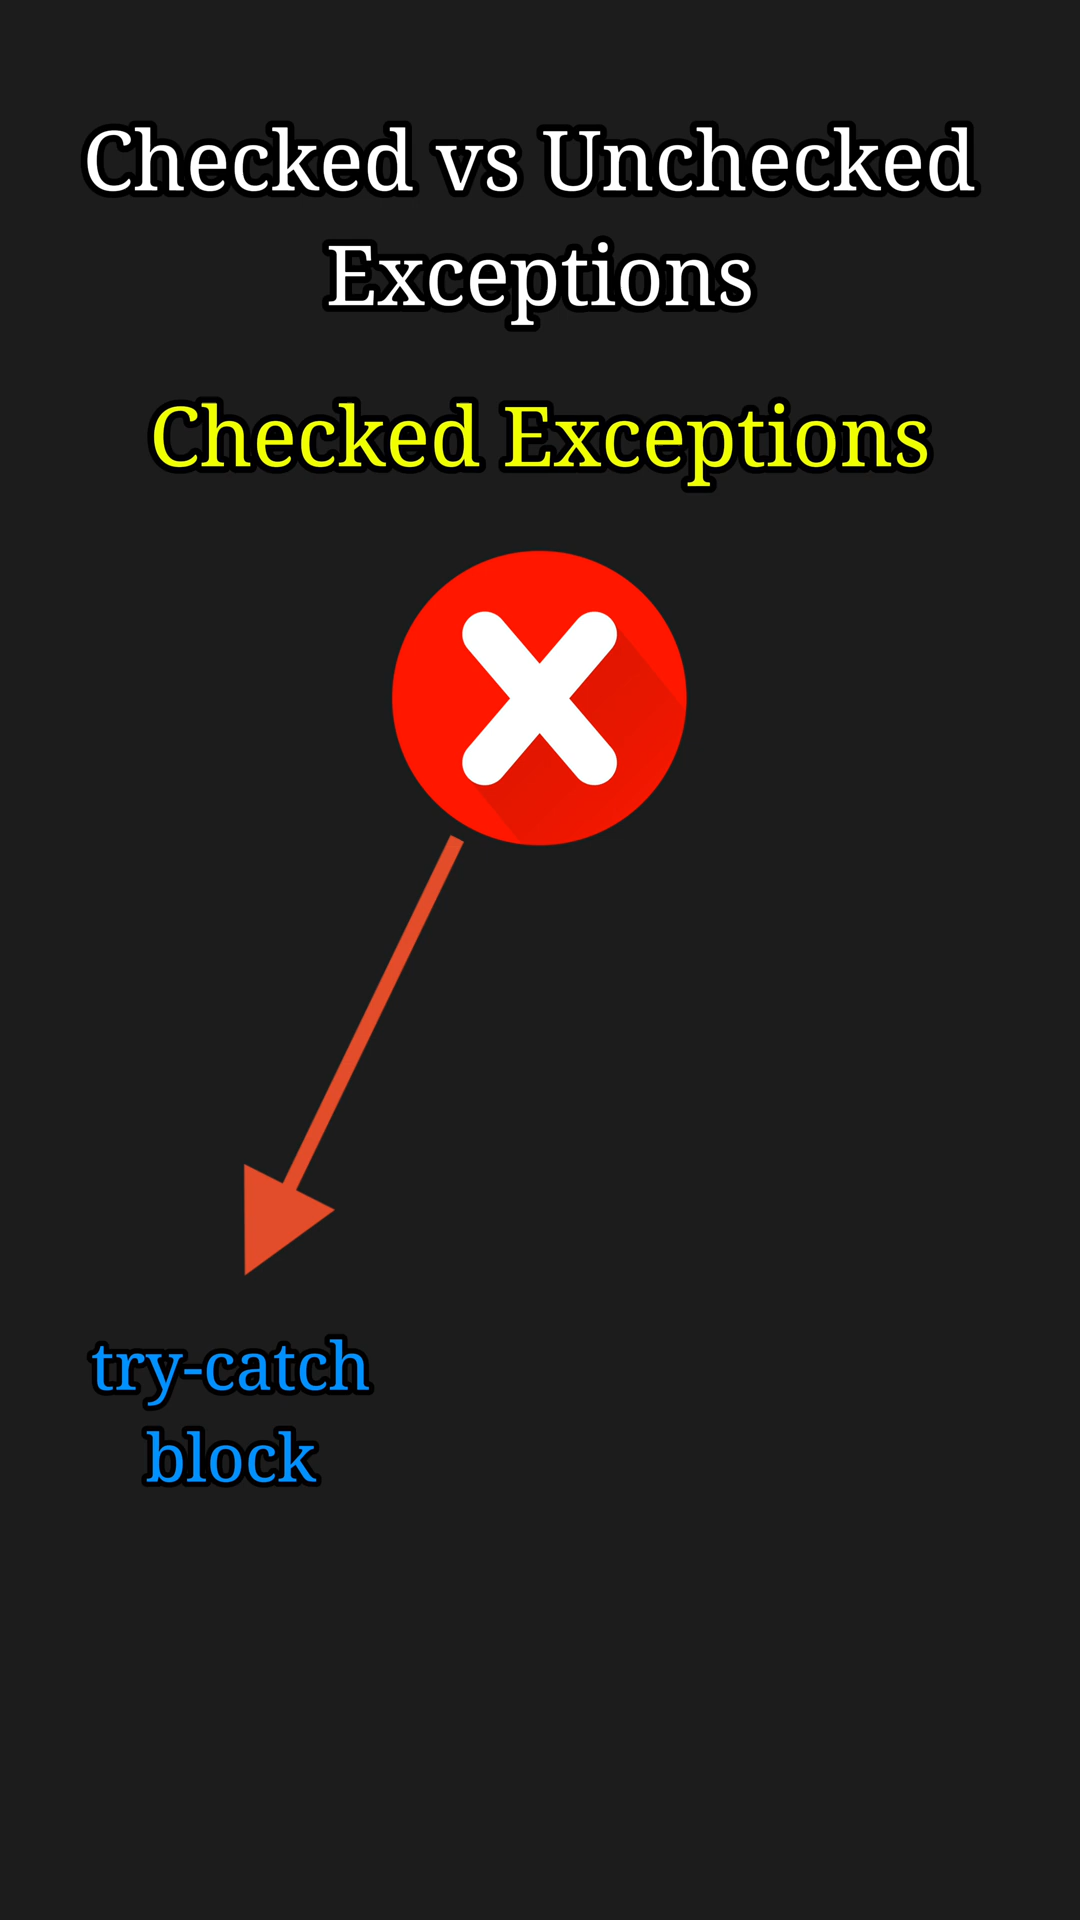 Checked vs Unchecked
Exceptions
Checked Exceptions
try-catch
block